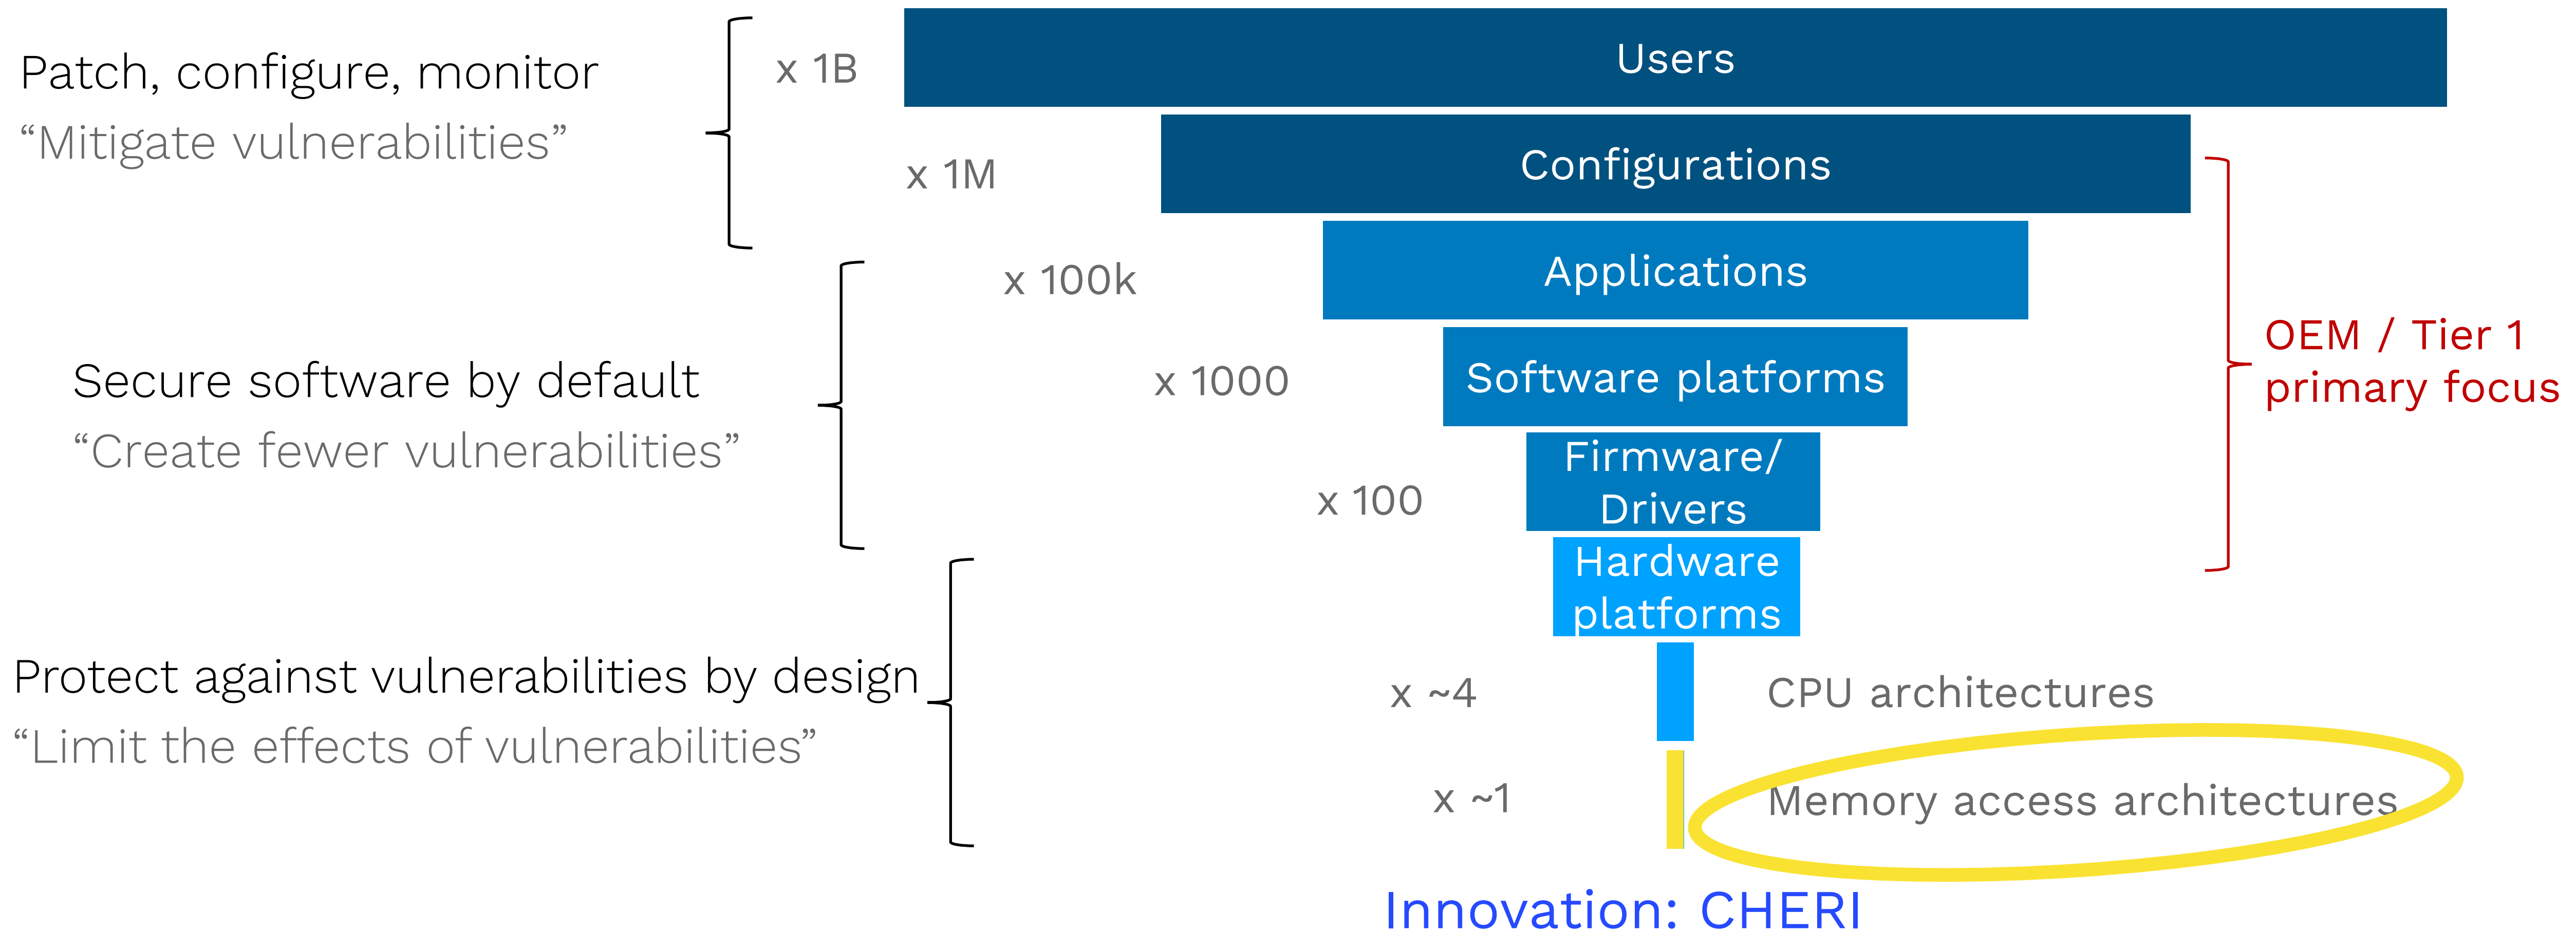 Patch, configure, monitor
“Mitigate vulnerabilities”
x 1B
Users
x 1M
Configurations
x 100k
Applications
Secure software by default
“Create fewer vulnerabilities”
x 1000
Software platforms
OEM / Tier 1
primary focus
x 100
Firmware/
Drivers
Hardware
platforms
Protect against vulnerabilities by design
“Limit the effects of vulnerabilities”
x ~4
CPU architectures
x ~1
Memory access architectures
Innovation: CHERI